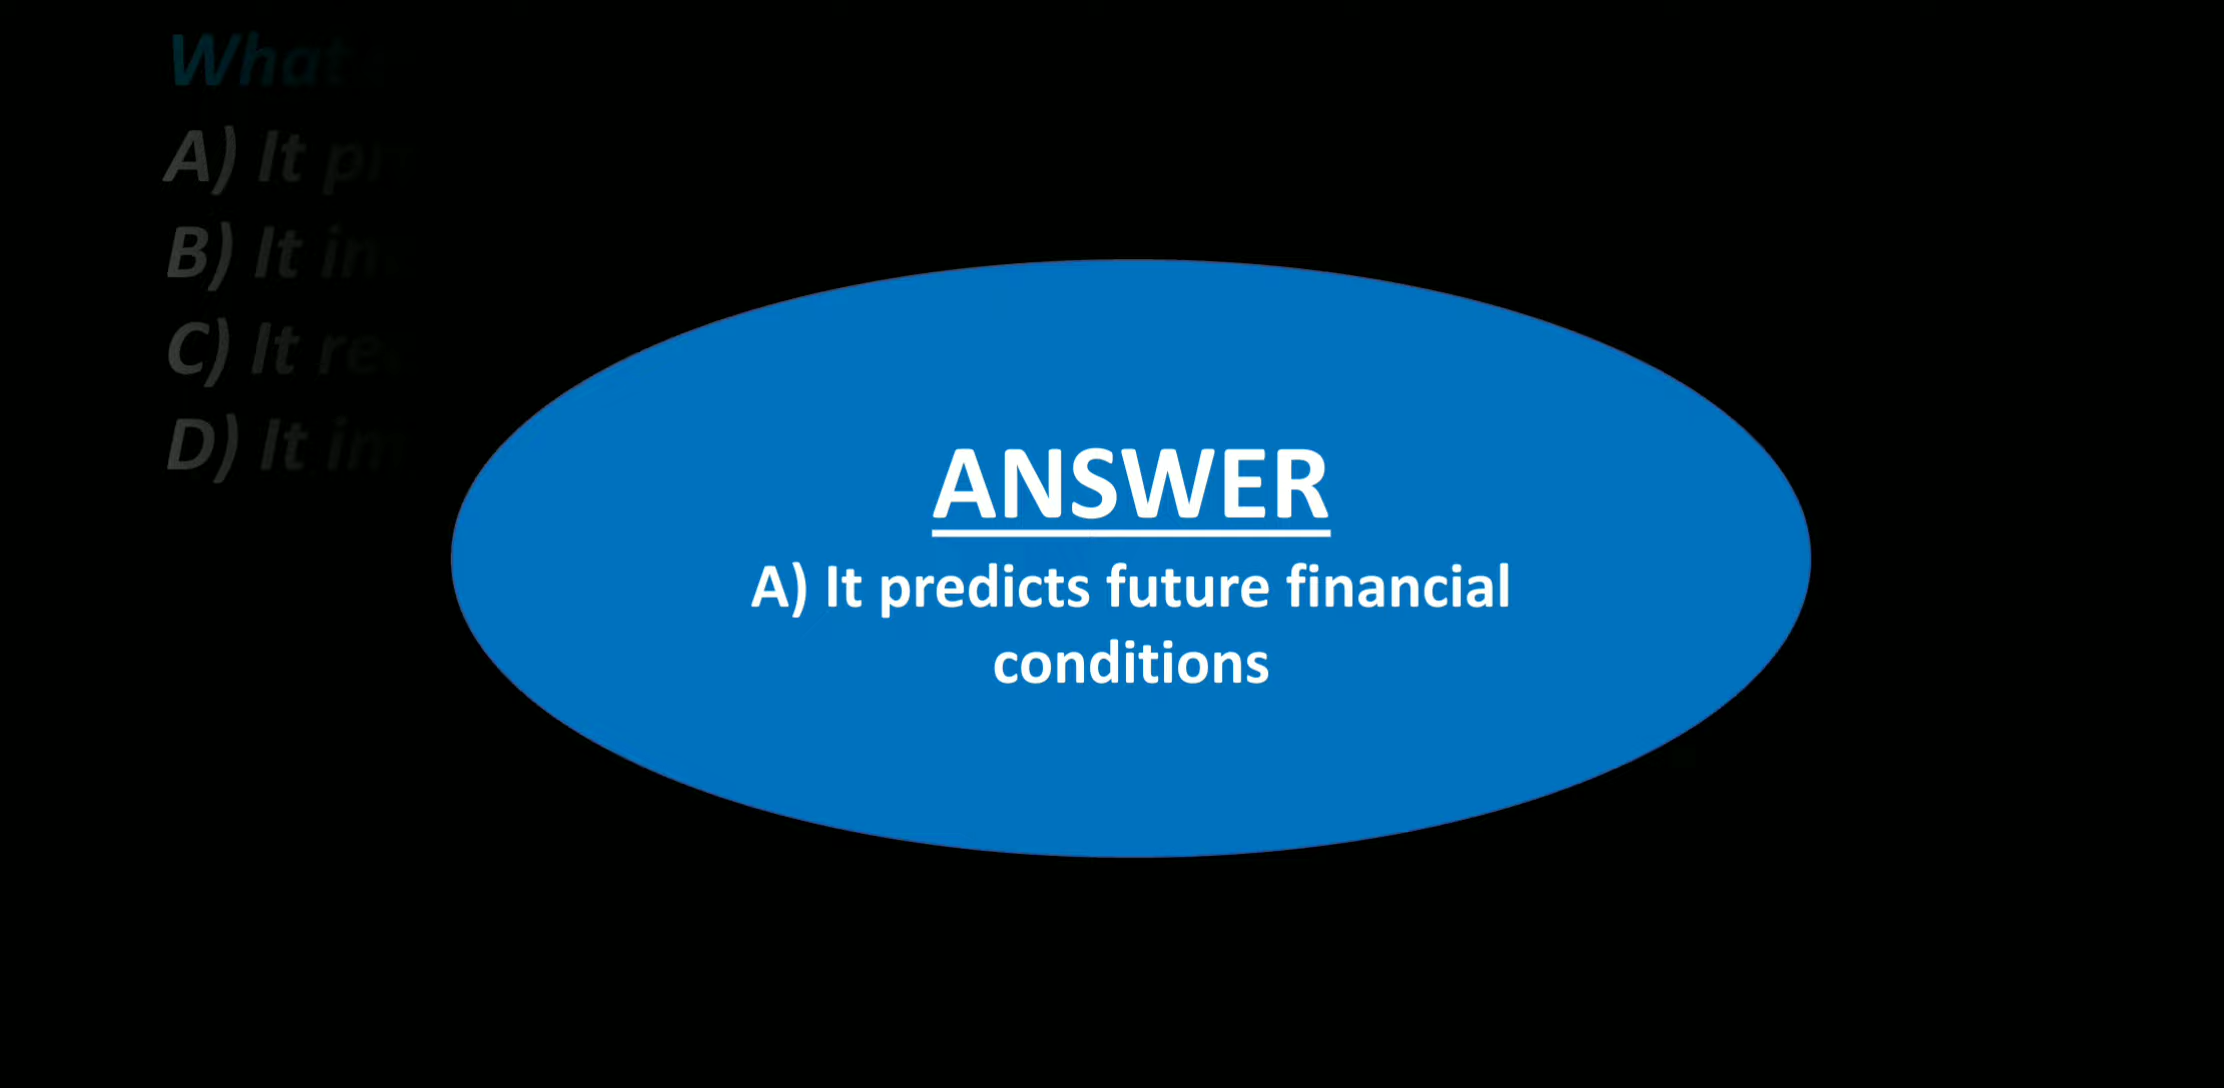 What
A) It
B) It
C) It
D) It
ANSWER
A) It predicts future financial
conditions